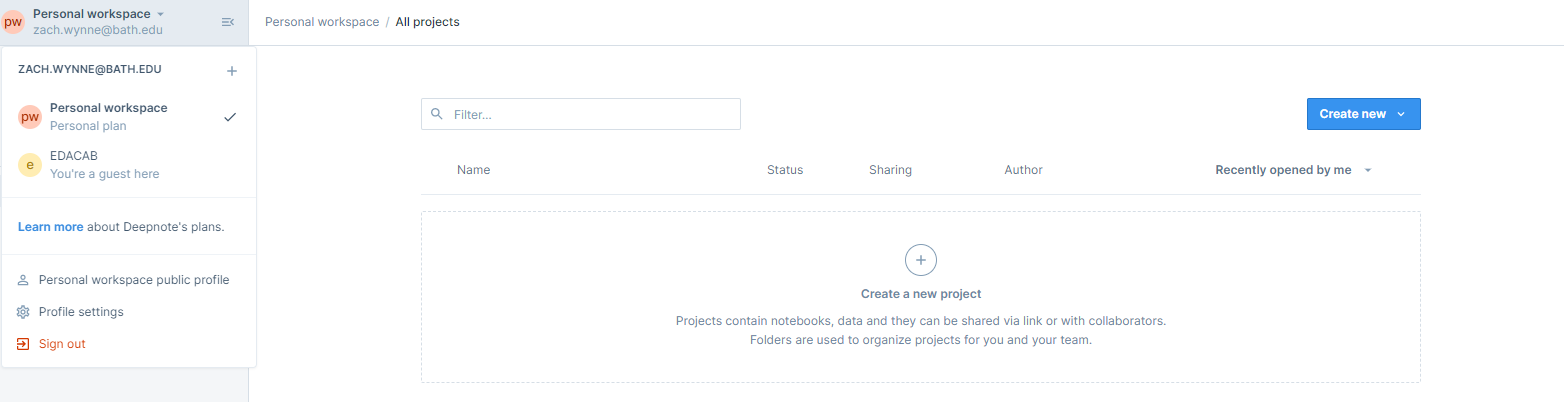 pw
Personal workspace
zach.wynne@bath.edu
Personal workspace / All projects
ZACH.WYNNE@BATH.EDU
+
pw
Personal workspace
Personal plan
e
EDACAB
You're a guest here
Learn more about Deepnote's plans.
Personal workspace public profile
Profile settings
Sign out
Filter...
Create new
Name Status Sharing Author Recently opened by me
Create a new project
Projects contain notebooks, data and they can be shared via link or with collaborators.
Folders are used to organize projects for you and your team.